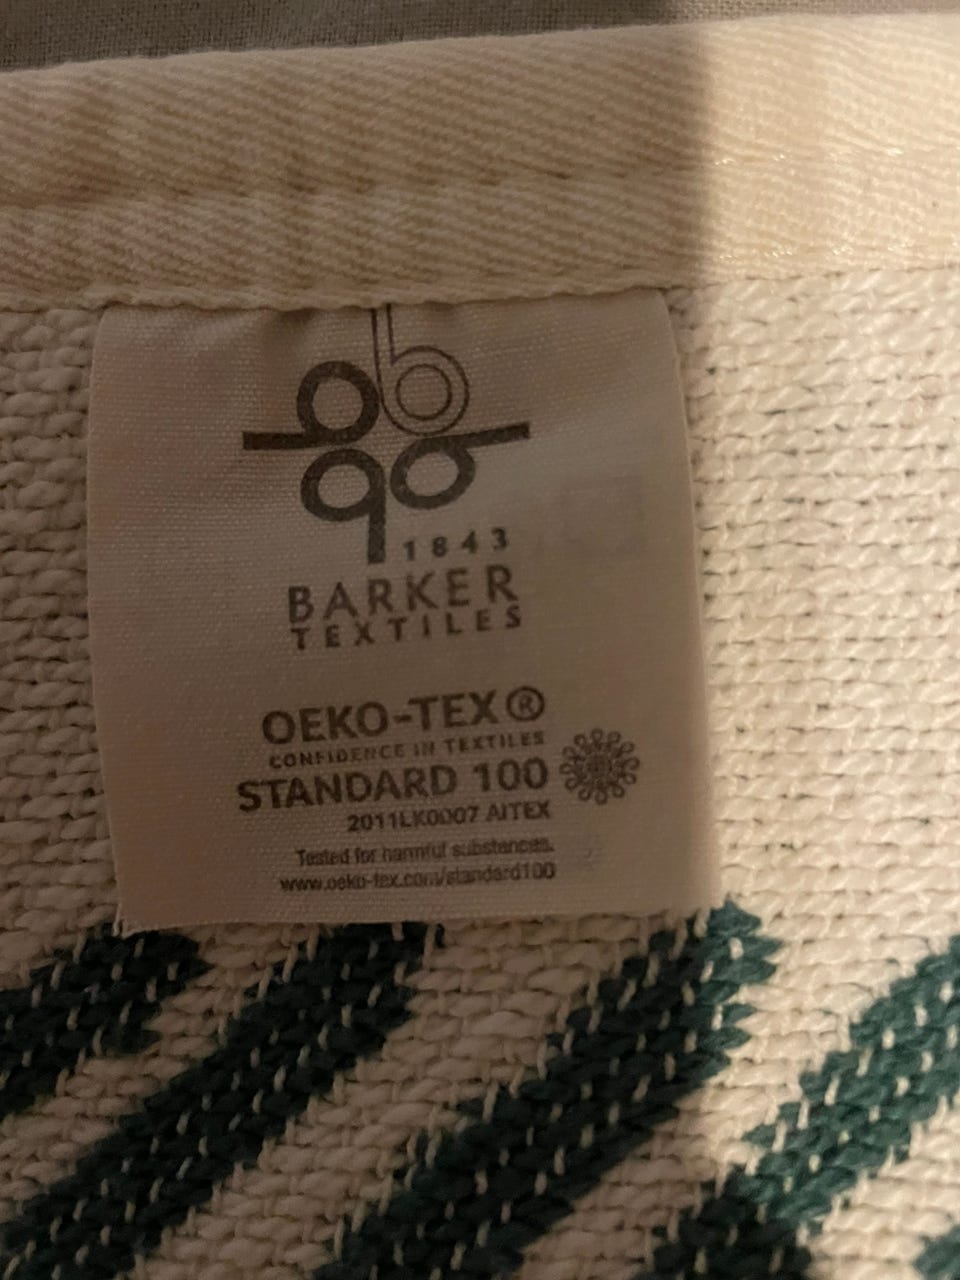 1843
BARKER
TEXTILES
OEKO-TEX®
CONFIDENCE IN TEXTILES
STANDARD 100
2011LK0007 AITEX
Tested for harmful substances.
www.oeko-tex.com/standard100